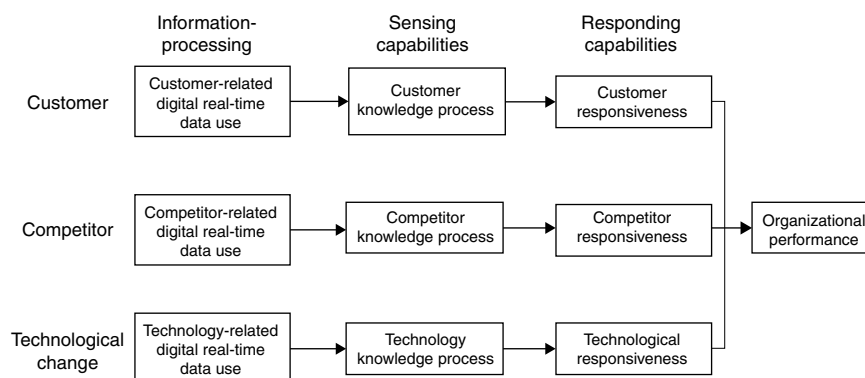 Information-
processing
Sensing
capabilities
Responding
capabilities
Customer
Customer-related
digital real-time
data use
Customer
knowledge process
Customer
responsiveness
Competitor
Competitor-related
digital real-time
data use
Competitor
knowledge process
Competitor
responsiveness
Organizational
performance
Technological
change
Technology-related
digital real-time
data use
Technology
knowledge process
Technological
responsiveness